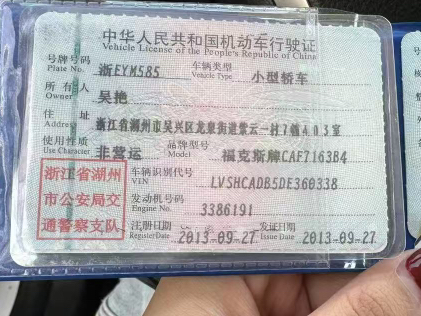 中华人民共和国机动车行驶证
Vehicle License of the People's Republic of China
号牌号码 浙EYM585 车辆类型 小型轿车
Plate No. Vehicle Type
所有人 吴艳
Owner
住址 浙江省湖州市吴兴区龙泉街道紫云一村7幢403室
Address
使用性质 非营运 品牌型号 福克斯牌CAF7163B4
Use Character Model
浙江省湖州 车辆识别代号 LVSHCADB5DE360338
VIN
市公安局交 发动机号码 3386191
Engine No.
通警察支队 注册日期 2013-09-27 发证日期 2013-09-27
Register Date Issue Date